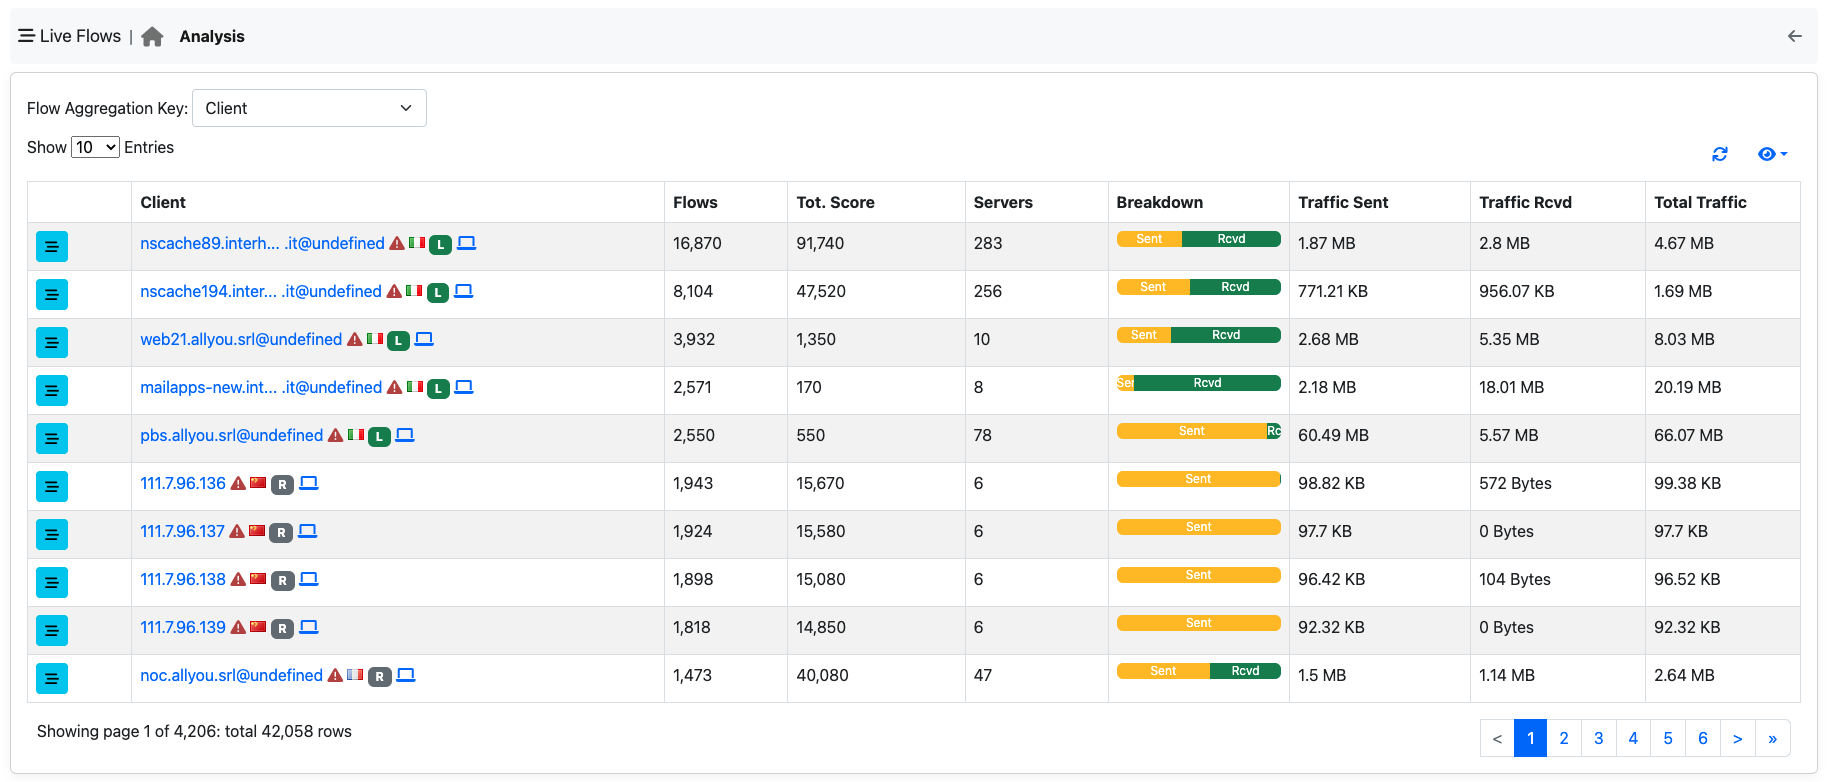 Live Flows | Analysis
Flow Aggregation Key: Client
Show 10 Entries
Client Flows Tot. Score Servers Breakdown Traffic Sent Traffic Rcvd Total Traffic
nscache89.interh... .it@undefined L 16,870 91,740 283 Sent Rcvd 1.87 MB 2.8 MB 4.67 MB
nscache194.inter... .it@undefined L 8,104 47,520 256 Sent Rcvd 771.21 KB 956.07 KB 1.69 MB
web21.allyou.srl@undefined L 3,932 1,350 10 Sent Rcvd 2.68 MB 5.35 MB 8.03 MB
mailapps-new.int... .it@undefined L 2,571 170 8 Ser Rcvd 2.18 MB 18.01 MB 20.19 MB
pbs.allyou.srl@undefined L 2,550 550 78 Sent Rc 60.49 MB 5.57 MB 66.07 MB
111.7.96.136 R 1,943 15,670 6 Sent 98.82 KB 572 Bytes 99.38 KB
111.7.96.137 R 1,924 15,580 6 Sent 97.7 KB 0 Bytes 97.7 KB
111.7.96.138 R 1,898 15,080 6 Sent 96.42 KB 104 Bytes 96.52 KB
111.7.96.139 R 1,818 14,850 6 Sent 92.32 KB 0 Bytes 92.32 KB
noc.allyou.srl@undefined R 1,473 40,080 47 Sent Rcvd 1.5 MB 1.14 MB 2.64 MB
Showing page 1 of 4,206: total 42,058 rows
< 1 2 3 4 5 6 > »